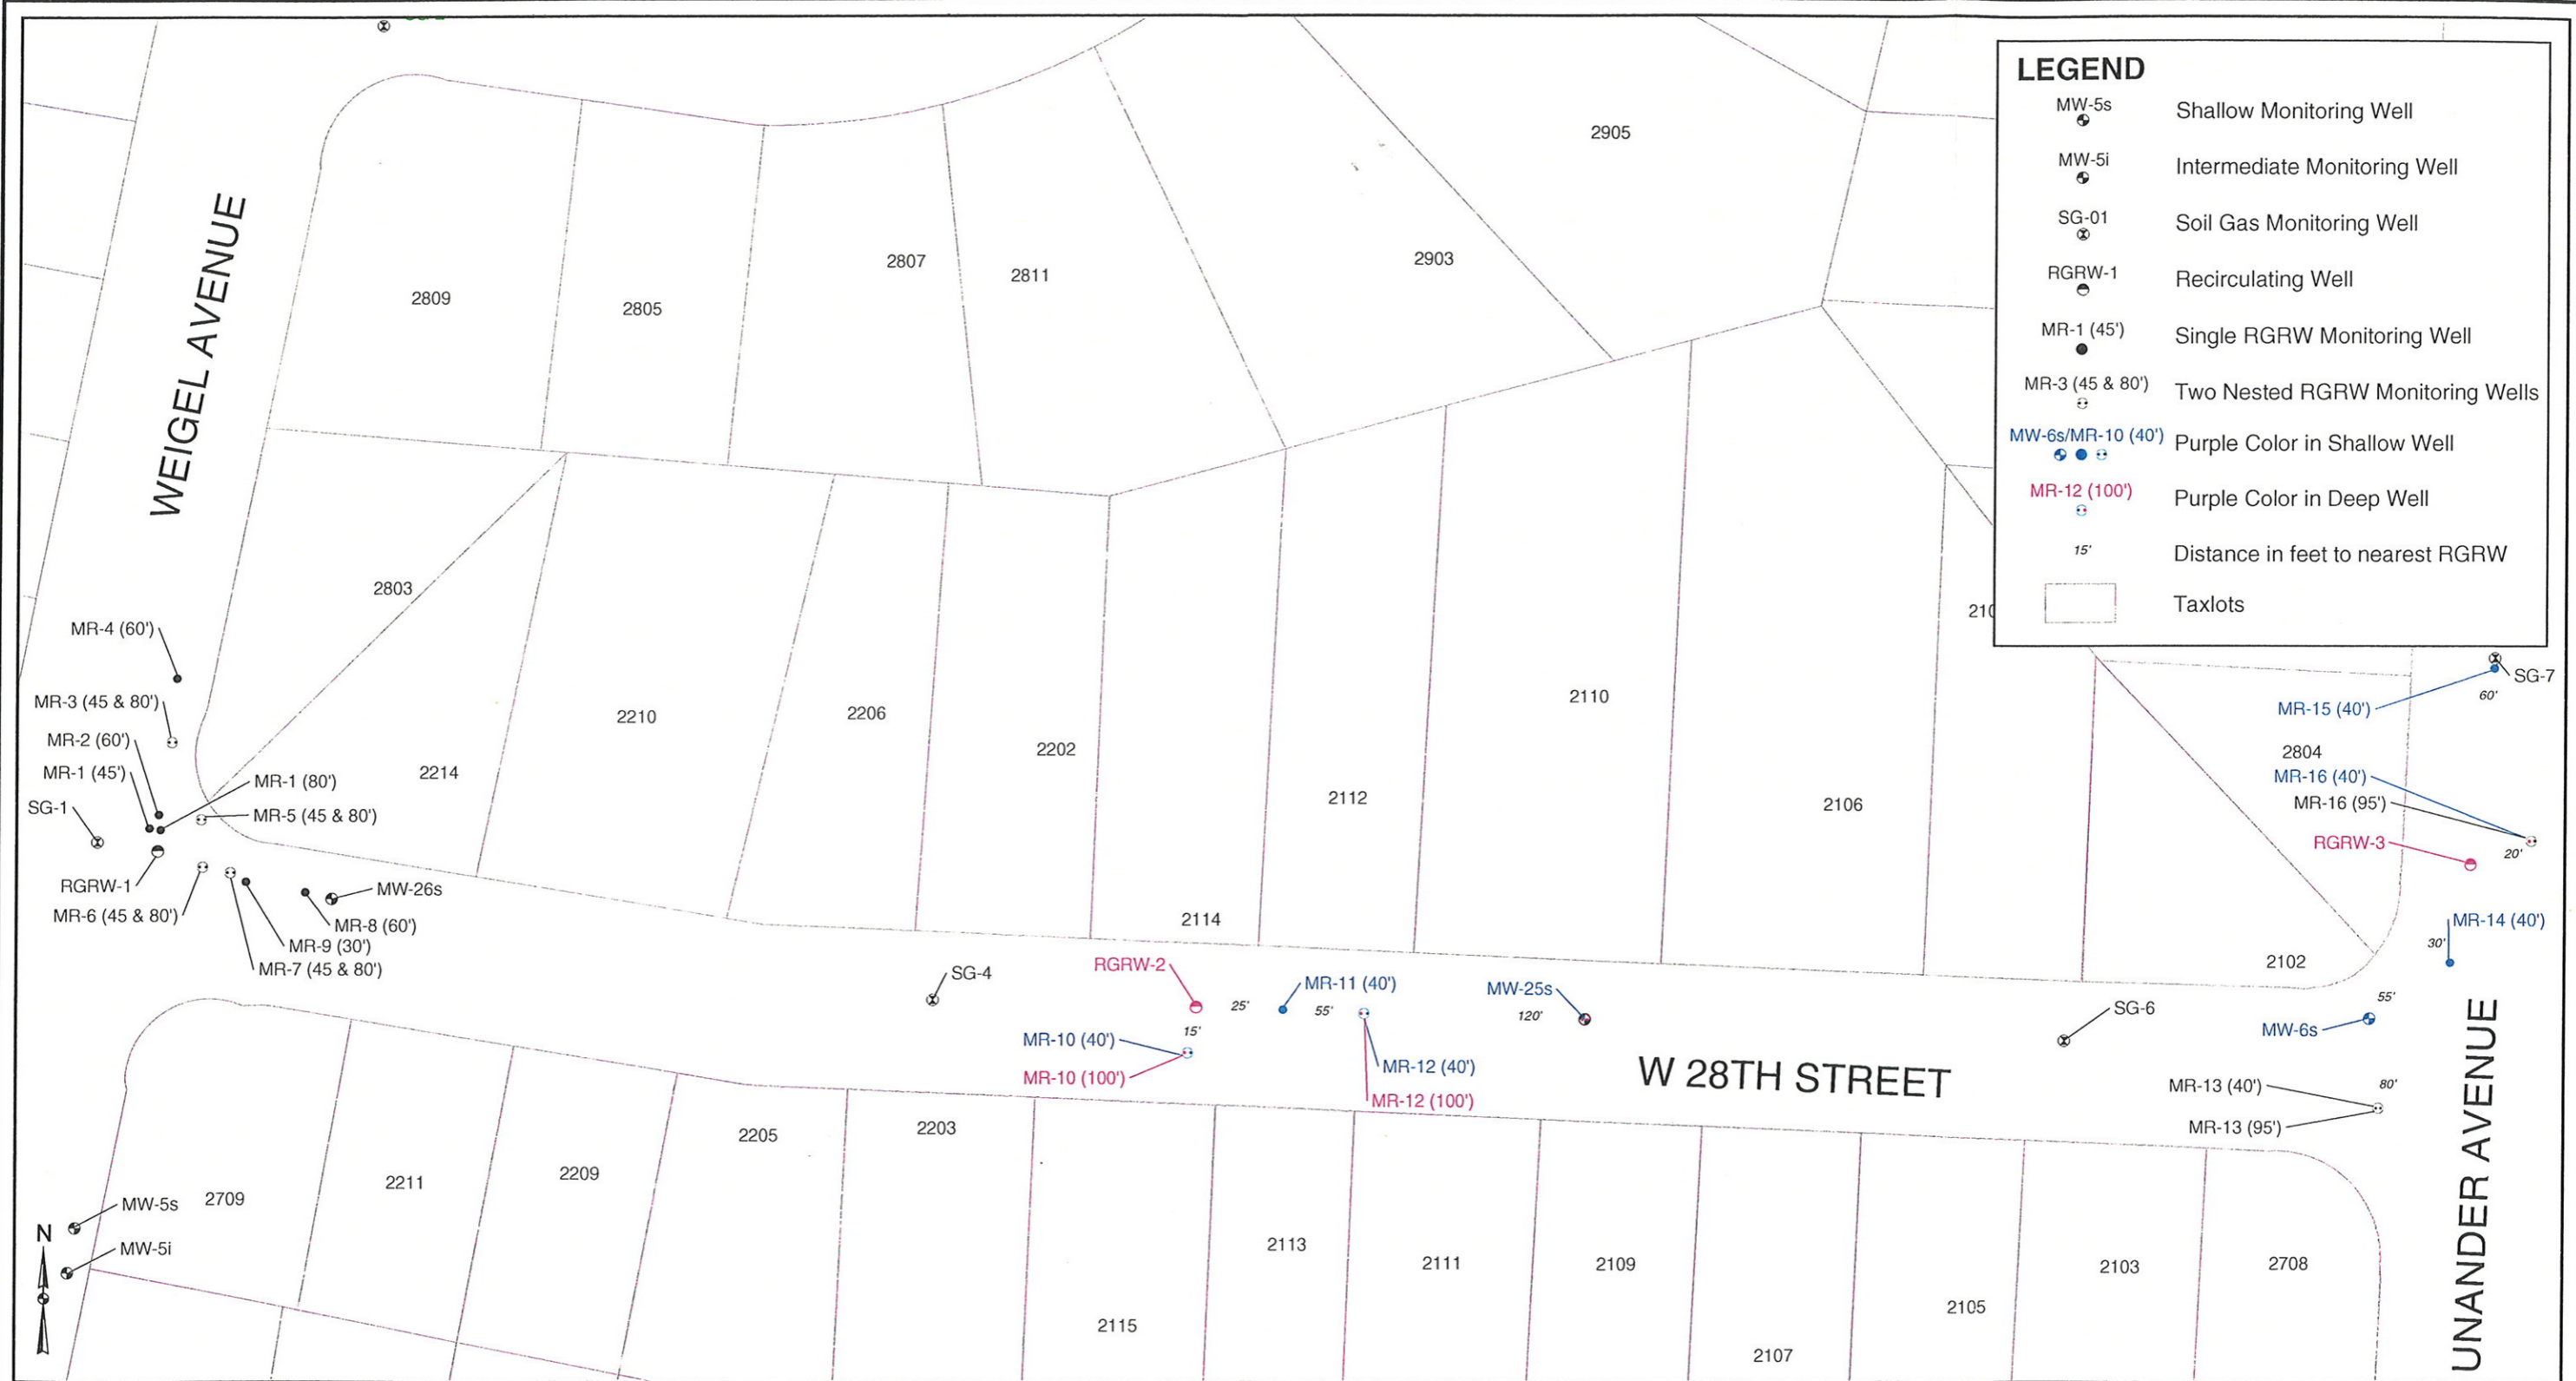 LEGEND
MW-5s
Shallow Monitoring Well
MW-5i
Intermediate Monitoring Well
SG-01
Soil Gas Monitoring Well
RGRW-1
Recirculating Well
MR-1 (45')
Single RGRW Monitoring Well
MR-3 (45 & 80')
Two Nested RGRW Monitoring Wells
MW-6s/MR-10 (40')
Purple Color in Shallow Well
MR-12 (100')
Purple Color in Deep Well
15'
Distance in feet to nearest RGRW
Taxlots
WEIGEL AVENUE
2905
2903
2807
2811
2809
2805
2803
210
MR-4 (60')
MR-3 (45 & 80')
MR-2 (60')
MR-1 (45')
SG-1
MR-1 (80')
MR-5 (45 & 80')
RGRW-1
MR-6 (45 & 80')
MW-26s
MR-8 (60')
MR-9 (30')
MR-7 (45 & 80')
2214
2210
2206
2202
2114
2112
2110
2106
2804
2102
SG-7
60'
MR-15 (40')
MR-16 (40')
MR-16 (95')
RGRW-3
20'
MR-14 (40')
30'
SG-4
RGRW-2
25'
15'
MR-11 (40')
55'
MR-10 (40')
MR-10 (100')
MR-12 (40')
MR-12 (100')
MW-25s
120'
W 28TH STREET
SG-6
55'
MW-6s
MR-13 (40')
80'
MR-13 (95')
UNANDER AVENUE
MW-5s
MW-5i
N
2709
2211
2209
2205
2203
2115
2113
2111
2109
2107
2105
2103
2708